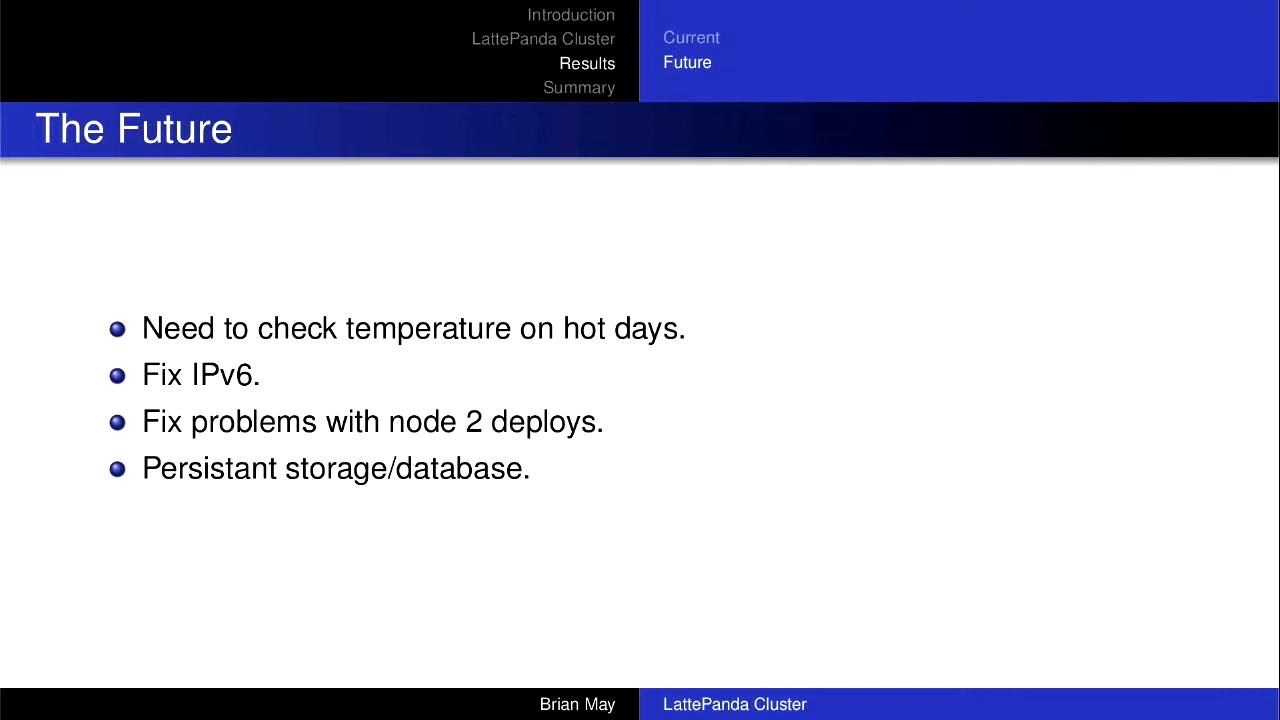 Introduction
LattePanda Cluster
Results
Summary
Current
Future
The Future
Need to check temperature on hot days.
Fix IPv6.
Fix problems with node 2 deploys.
Persistant storage/database.
Brian May
LattePanda Cluster